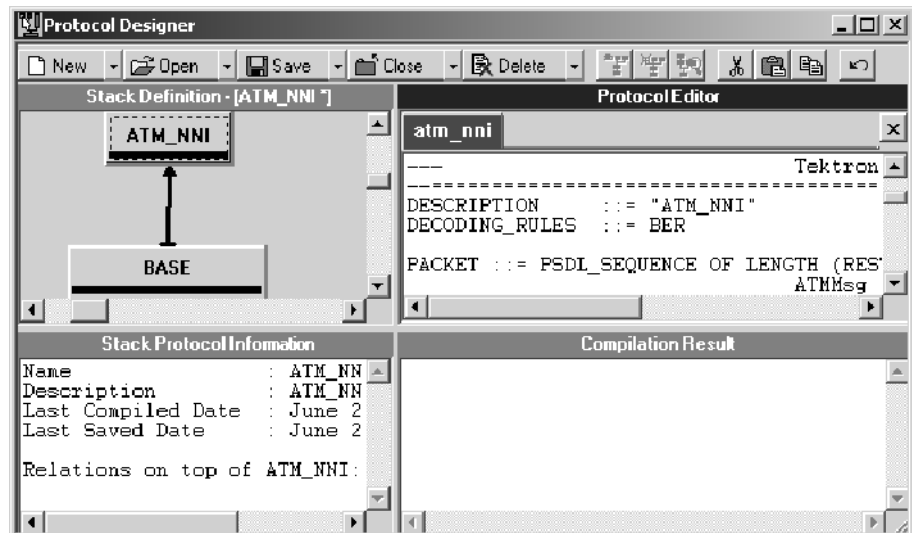 Protocol Designer
New Open Save Close Delete
Stack Definition - [ATM_NNI *]
ATM_NNI
BASE
Protocol Editor
atm_nni
---                                Tektron
--======================================
DESCRIPTION     ::= "ATM_NNI"
DECODING_RULES  ::= BER
PACKET ::= PSDL_SEQUENCE OF LENGTH (RES
ATMMsg
Stack Protocol Information
Name : ATM_NN
Description : ATM_NN
Last Compiled Date : June 2
Last Saved Date : June 2
Relations on top of ATM_NNI:
Compilation Result